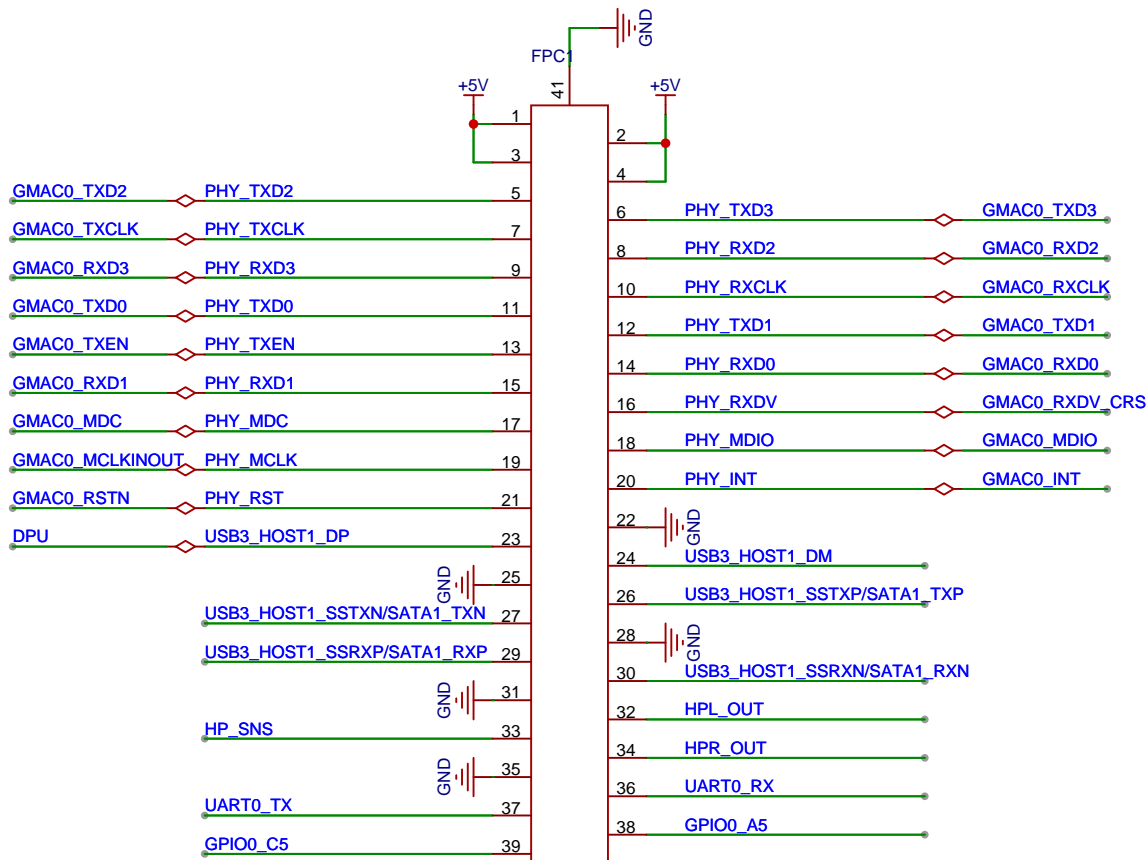 GND
FPC1
41
+5V
+5V
1
2
3
4
GMAC0_TXD2 PHY_TXD2 5
6 PHY_TXD3 GMAC0_TXD3
GMAC0_TXCLK PHY_TXCLK 7
8 PHY_RXD2 GMAC0_RXD2
GMAC0_RXD3 PHY_RXD3 9
10 PHY_RXCLK GMAC0_RXCLK
GMAC0_TXD0 PHY_TXD0 11
12 PHY_TXD1 GMAC0_TXD1
GMAC0_TXEN PHY_TXEN 13
14 PHY_RXD0 GMAC0_RXD0
GMAC0_RXD1 PHY_RXD1 15
16 PHY_RXDV GMAC0_RXDV_CRS
GMAC0_MDC PHY_MDC 17
18 PHY_MDIO GMAC0_MDIO
GMAC0_MCLKINOUT PHY_MCLK 19
20 PHY_INT GMAC0_INT
GMAC0_RSTN PHY_RST 21
22 GND
DPU USB3_HOST1_DP 23
24 USB3_HOST1_DM
GND 25
26 USB3_HOST1_SSTXP/SATA1_TXP
USB3_HOST1_SSTXN/SATA1_TXN 27
28 GND
USB3_HOST1_SSRXP/SATA1_RXP 29
30 USB3_HOST1_SSRXN/SATA1_RXN
GND 31
32 HPL_OUT
HP_SNS 33
34 HPR_OUT
GND 35
36 UART0_RX
UART0_TX 37
38 GPIO0_A5
GPIO0_C5 39